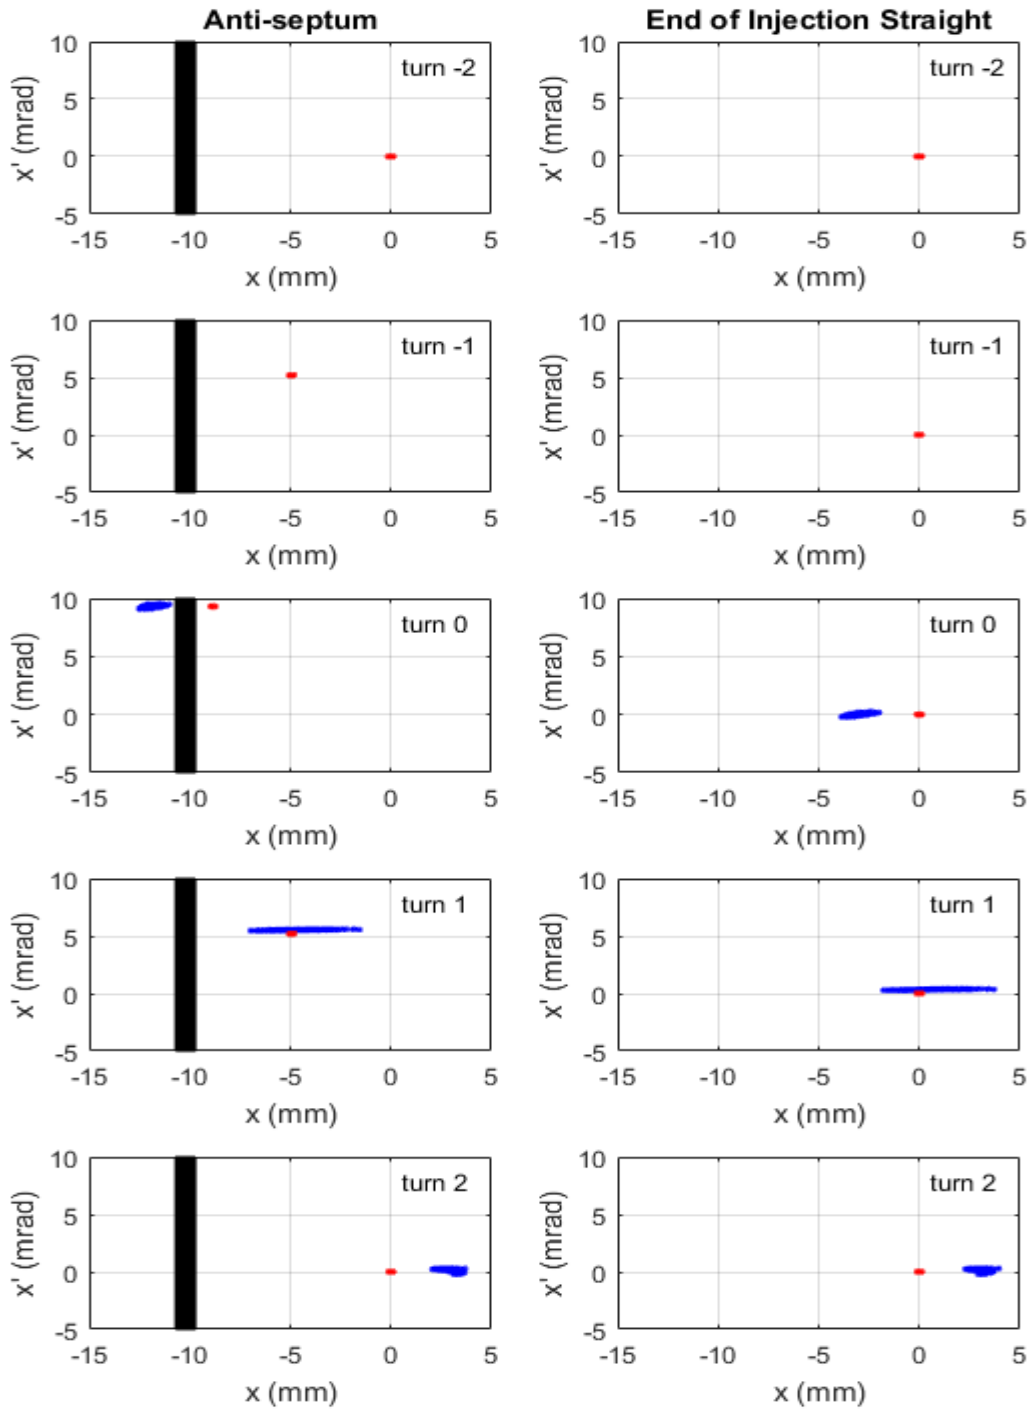 Anti-septum End of Injection Straight
10 10
turn -2 turn -2
x' (mrad) x' (mrad)
5 5
0 0
-5 -5
-15 -10 -5 0 5 -15 -10 -5 0 5
x (mm) x (mm)
10 10
turn -1 turn -1
x' (mrad) x' (mrad)
5 5
0 0
-5 -5
-15 -10 -5 0 5 -15 -10 -5 0 5
x (mm) x (mm)
10 10
turn 0 turn 0
x' (mrad) x' (mrad)
5 5
0 0
-5 -5
-15 -10 -5 0 5 -15 -10 -5 0 5
x (mm) x (mm)
10 10
turn 1 turn 1
x' (mrad) x' (mrad)
5 5
0 0
-5 -5
-15 -10 -5 0 5 -15 -10 -5 0 5
x (mm) x (mm)
10 10
turn 2 turn 2
x' (mrad) x' (mrad)
5 5
0 0
-5 -5
-15 -10 -5 0 5 -15 -10 -5 0 5
x (mm) x (mm)